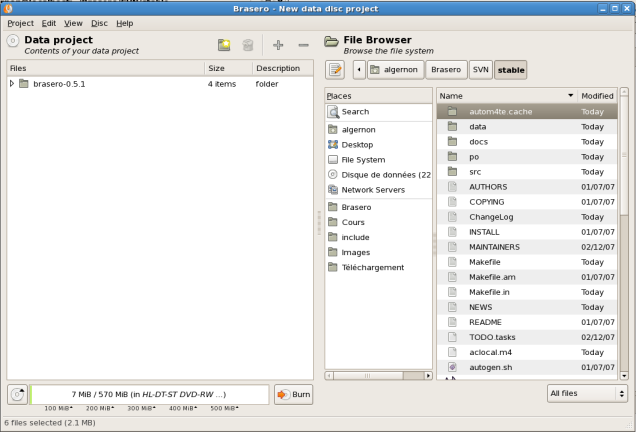 Brasero - New data disc project
Project Edit View Disc Help
Data project
Contents of your data project
Files Size Description
brasero-0.5.1 4 items folder
7 MiB / 570 MiB (in HL-DT-ST DVD-RW ...)
Burn
100 MiB 200 MiB 300 MiB 400 MiB 500 MiB
File Browser
Browse the file system
algernon Brasero SVN stable
Places
Search
algernon
Desktop
File System
Disque de données (22
Network Servers
Brasero
Cours
include
Images
Téléchargement
Name Modified
autom4te.cache Today
data Today
docs Today
po Today
src Today
AUTHORS 01/07/07
COPYING 01/07/07
ChangeLog Today
INSTALL 01/07/07
MAINTAINERS 02/12/07
Makefile Today
Makefile.am 01/07/07
Makefile.in Today
NEWS Today
README 01/07/07
TODO.tasks 02/12/07
aclocal.m4 Today
autogen.sh 01/07/07
All files
6 files selected (2.1 MB)